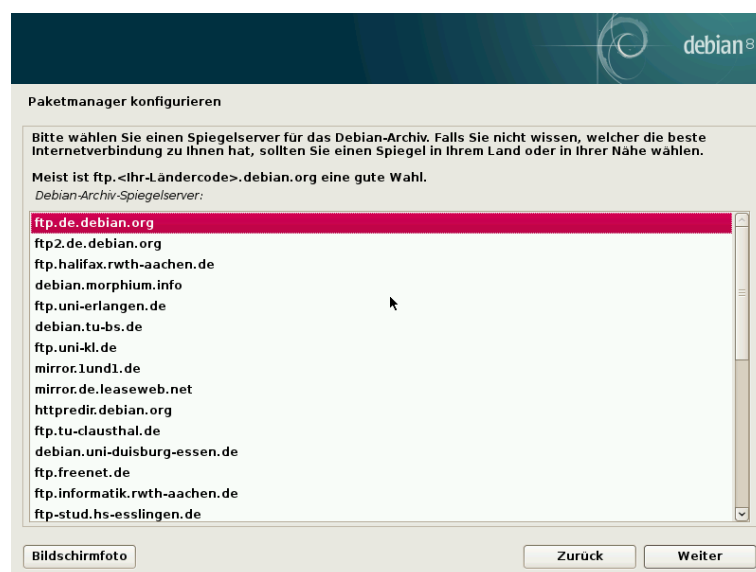 debian 8
Paketmanager konfigurieren
Bitte wählen Sie einen Spiegelserver für das Debian-Archiv. Falls Sie nicht wissen, welcher die beste
Internetverbindung zu Ihnen hat, sollten Sie einen Spiegel in Ihrem Land oder in Ihrer Nähe wählen.
Meist ist ftp.<Ihr-Ländercode>.debian.org eine gute Wahl.
Debian-Archiv-Spiegelserver:
ftp.de.debian.org
ftp2.de.debian.org
ftp.halifax.rwth-aachen.de
debian.morphium.info
ftp.uni-erlangen.de
debian.tu-bs.de
ftp.uni-kl.de
mirror.1und1.de
mirror.de.leaseweb.net
httpredir.debian.org
ftp.tu-clausthal.de
debian.uni-duisburg-essen.de
ftp.freenet.de
ftp.informatik.rwth-aachen.de
ftp-stud.hs-esslingen.de
Bildschirmfoto
Zurück
Weiter